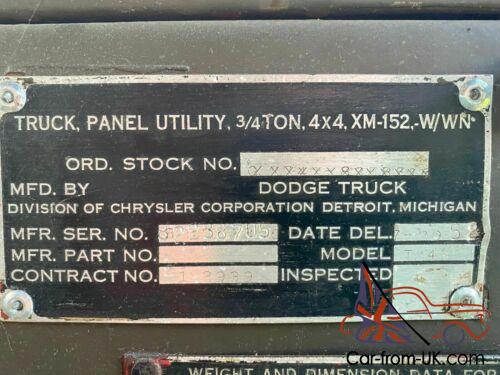 TRUCK, PANEL UTILITY, 3/4 TON, 4X4, XM-152,-W/WN
ORD. STOCK NO.
MFD. BY DODGE TRUCK
DIVISION OF CHRYSLER CORPORATION DETROIT, MICHIGAN
MFR. SER. NO. DATE DEL.
MFR. PART NO. MODEL
CONTRACT NO. INSPECTED
WEIGHT AND DIMENSION DATA FOR
Car-from-UK.com